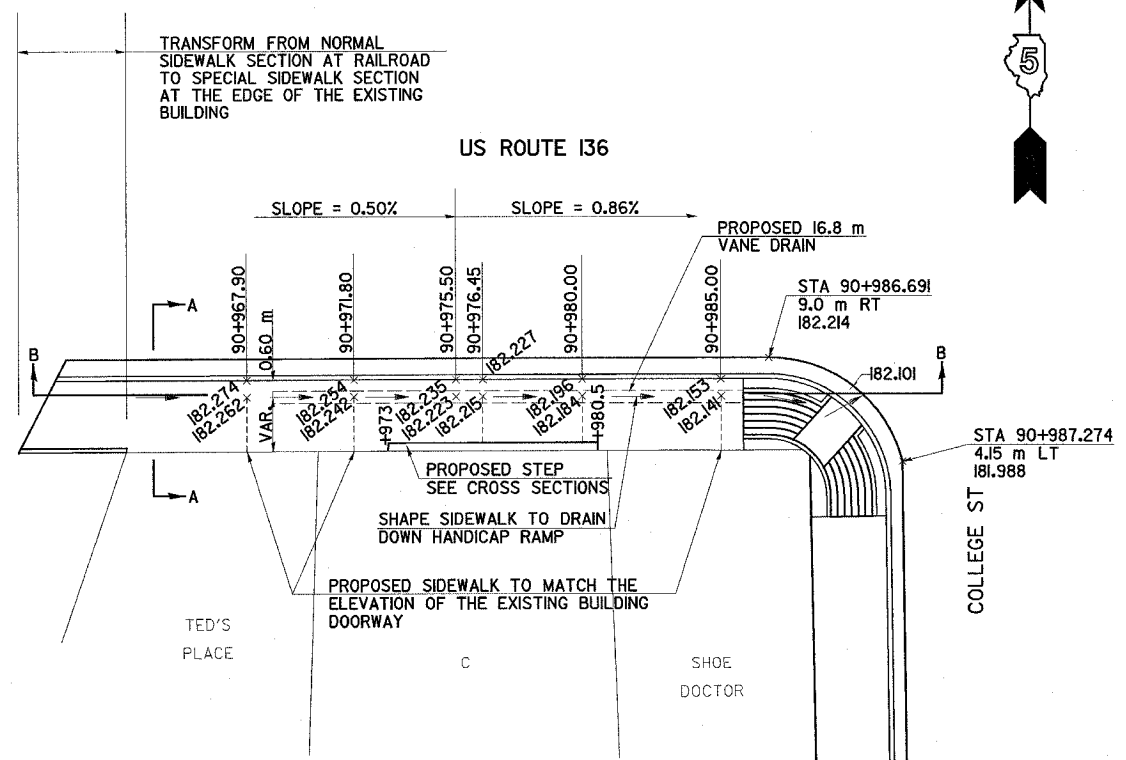 TRANSFORM FROM NORMAL
SIDEWALK SECTION AT RAILROAD
TO SPECIAL SIDEWALK SECTION
AT THE EDGE OF THE EXISTING
BUILDING
5
US ROUTE 136
SLOPE = 0.50%
SLOPE = 0.86%
PROPOSED 16.8 m
VANE DRAIN
STA 90+986.691
9.0 m RT
182.214
90+967.90
0.60 m
90+971.80
90+975.50
90+976.45
90+980.00
90+985.00
A
B
B
182.227
182.101
182.274
182.262
VAR.
182.254
182.242
+973
182.235
182.223
182.215
182.196
182.184
+980.5
182.153
182.141
STA 90+987.274
4.15 m LT
181.988
A
PROPOSED STEP
SEE CROSS SECTIONS
SHAPE SIDEWALK TO DRAIN
DOWN HANDICAP RAMP
PROPOSED SIDEWALK TO MATCH THE
ELEVATION OF THE EXISTING BUILDING
DOORWAY
COLLEGE ST
TED'S
PLACE
C
SHOE
DOCTOR